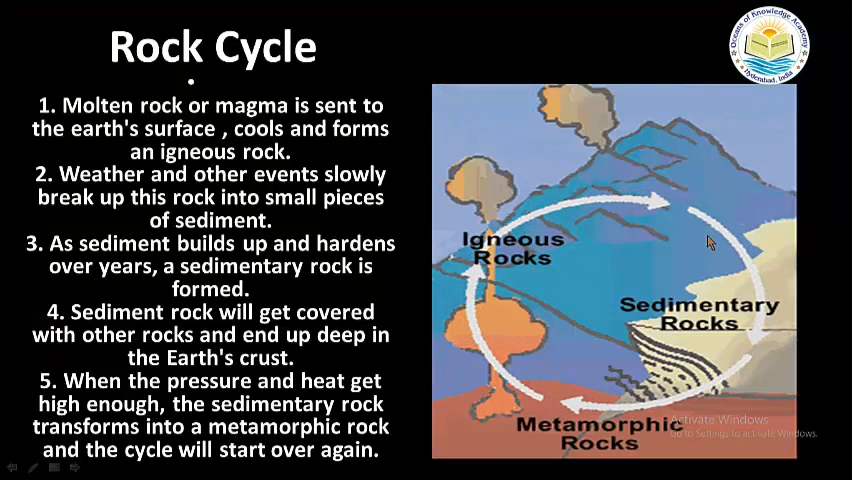 Rock Cycle
1. Molten rock or magma is sent to
the earth's surface , cools and forms
an igneous rock.
2. Weather and other events slowly
break up this rock into small pieces
of sediment.
3. As sediment builds up and hardens
over years, a sedimentary rock is
formed.
4. Sediment rock will get covered
with other rocks and end up deep in
the Earth's crust.
5. When the pressure and heat get
high enough, the sedimentary rock
transforms into a metamorphic rock
and the cycle will start over again.
Oceans of Knowledge Academy
Hyderabad, India
Igneous
Rocks
Sedimentary
Rocks
Metamorphic
Rocks
Activate Windows
Go to Settings to activate Windows.